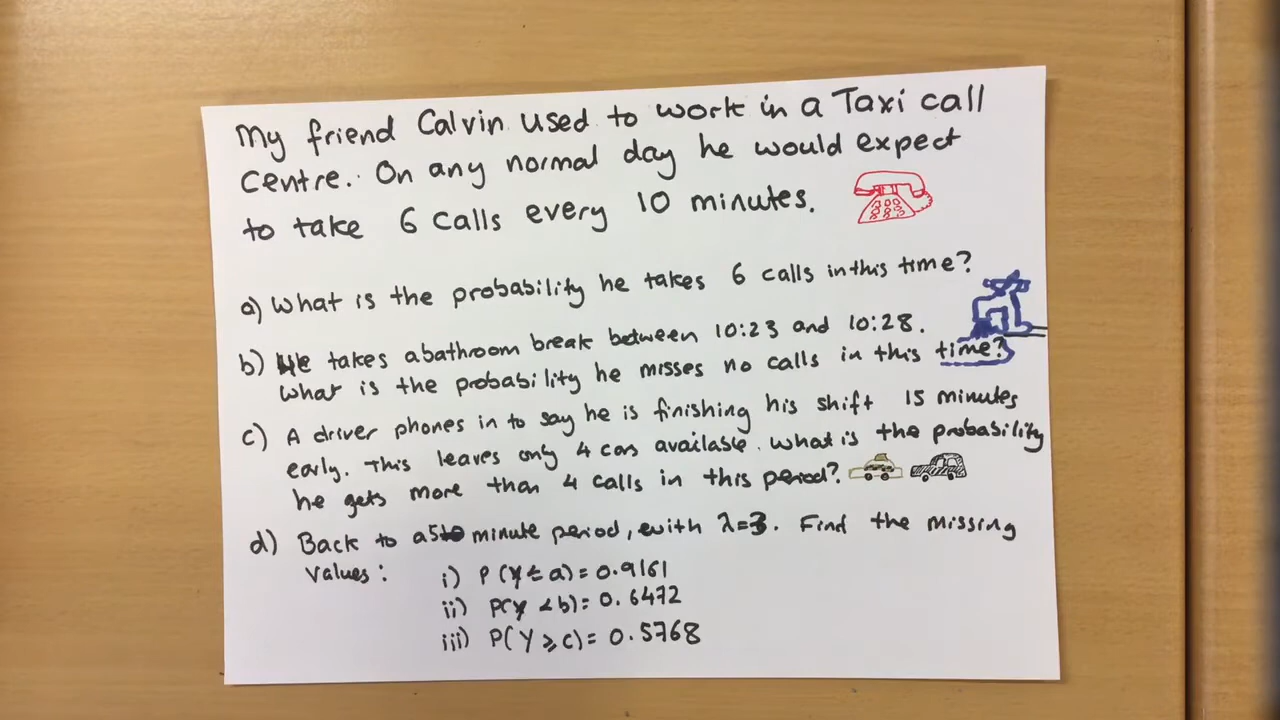 My friend Calvin used to work in a Taxi call
centre. On any normal day he would expect
to take 6 calls every 10 minutes.
a) What is the probability he takes 6 calls in this time?
b) He takes a bathroom break between 10:23 and 10:28.
What is the probability he misses no calls in this time?
c) A driver phones in to say he is finishing his shift 15 minutes
early. This leaves only 4 cars available. What is the probability
he gets more than 4 calls in this period?
d) Back to a 5 minute period, with λ=3. Find the missing
values:
i) P(Y≤a)=0.9161
ii) P(Y<b)=0.6472
iii) P(Y≥c)=0.5768